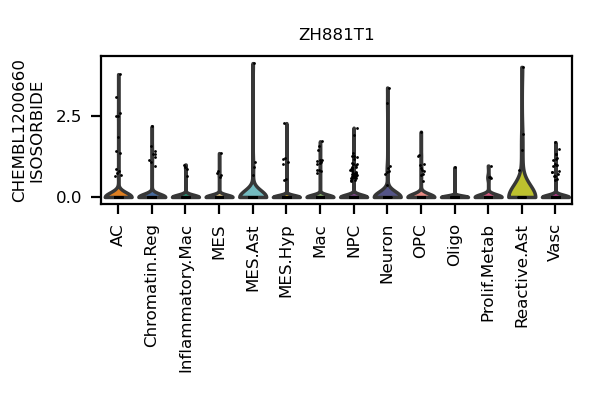 ZH881T1
CHEMBL1200660
ISOSORBIDE
2.5
0.0
AC
Chromatin.Reg
Inflammatory.Mac
MES
MES.Ast
MES.Hyp
Mac
NPC
Neuron
OPC
Oligo
Prolif.Metab
Reactive.Ast
Vasc